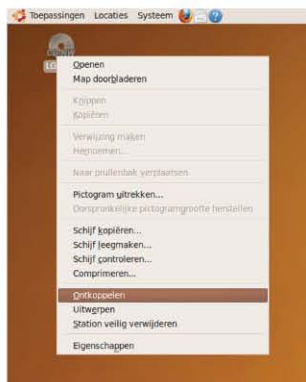 Toepassingen Locaties Systeem
LG
Openen
Map doorbladeren
Knippen
Kopiëren
Verwijzing maken
Hernoemen...
Naar prullenbak verplaatsen
Pictogram uitrekken...
Oorspronkelijke pictogramgrootte herstellen
Schijf kopiëren...
Schijf leegmaken...
Schijf controleren...
Comprimeren...
Ontkoppelen
Uitwerpen
Station veilig verwijderen
Eigenschappen